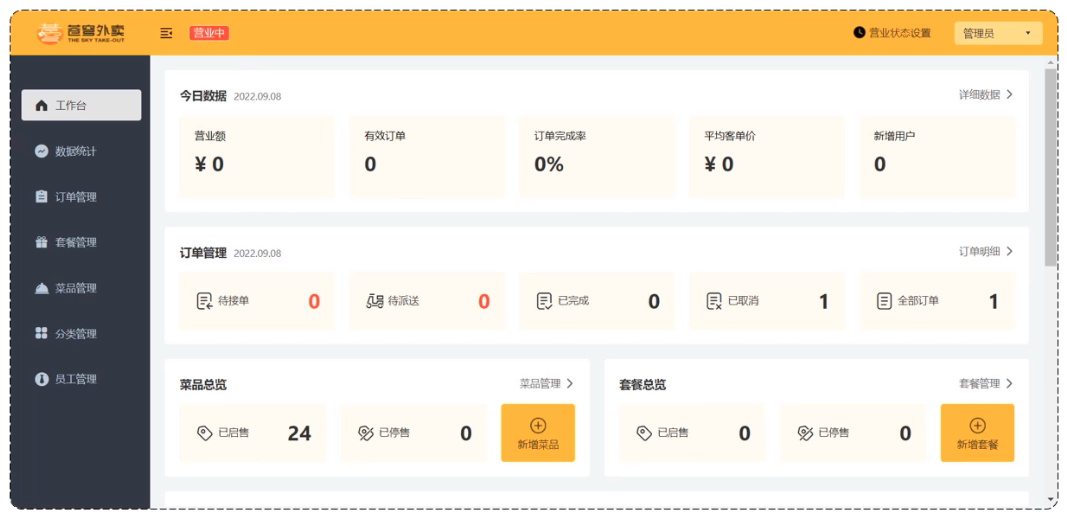 苍穹外卖
THE SKY TAKE-OUT
营业中
营业状态设置
管理员
工作台
数据统计
订单管理
套餐管理
菜品管理
分类管理
员工管理
今日数据 2022.09.08
详细数据
营业额
¥ 0
有效订单
0
订单完成率
0%
平均客单价
¥ 0
新增用户
0
订单管理 2022.09.08
订单明细
待接单 0
待派送 0
已完成 0
已取消 1
全部订单 1
菜品总览
菜品管理
已启售 24
已停售 0
新增菜品
套餐总览
套餐管理
已启售 0
已停售 0
新增套餐